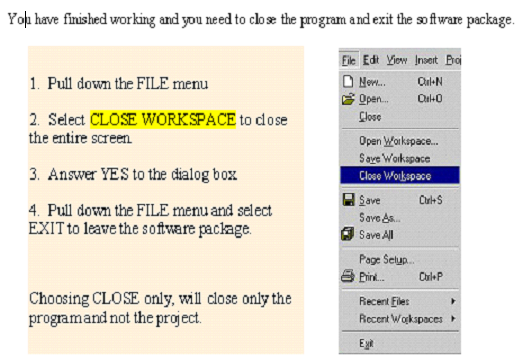 You have finished working and you need to close the program and exit the software package.
1. Pull down the FILE menu
2. Select CLOSE WORKSPACE to close
the entire screen.
3. Answer YES to the dialog box
4. Pull down the FILE menu and select
EXIT to leave the software package.
Choosing CLOSE only, will close only the
program and not the project.
File Edit View Insert Proj
New... Ctrl+N
Open... Ctrl+O
Close
Open Workspace...
Save Workspace
Close Workspace
Save Ctrl+S
Save As...
Save All
Page Setup...
Print... Ctrl+P
Recent Files
Recent Workspaces
Exit